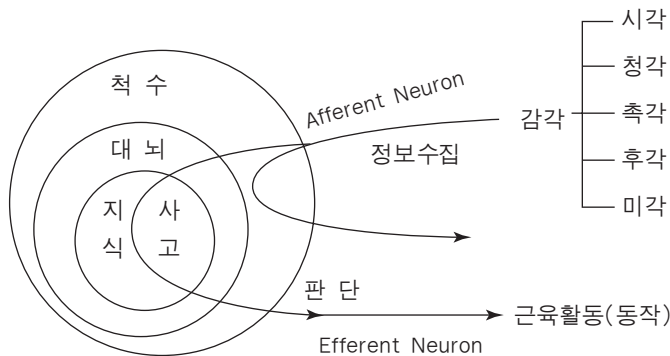 척 수
대 뇌
지 사
식 고
Afferent Neuron
정보수집
감각
시각
청각
촉각
후각
미각
판 단
근육활동(동작)
Efferent Neuron